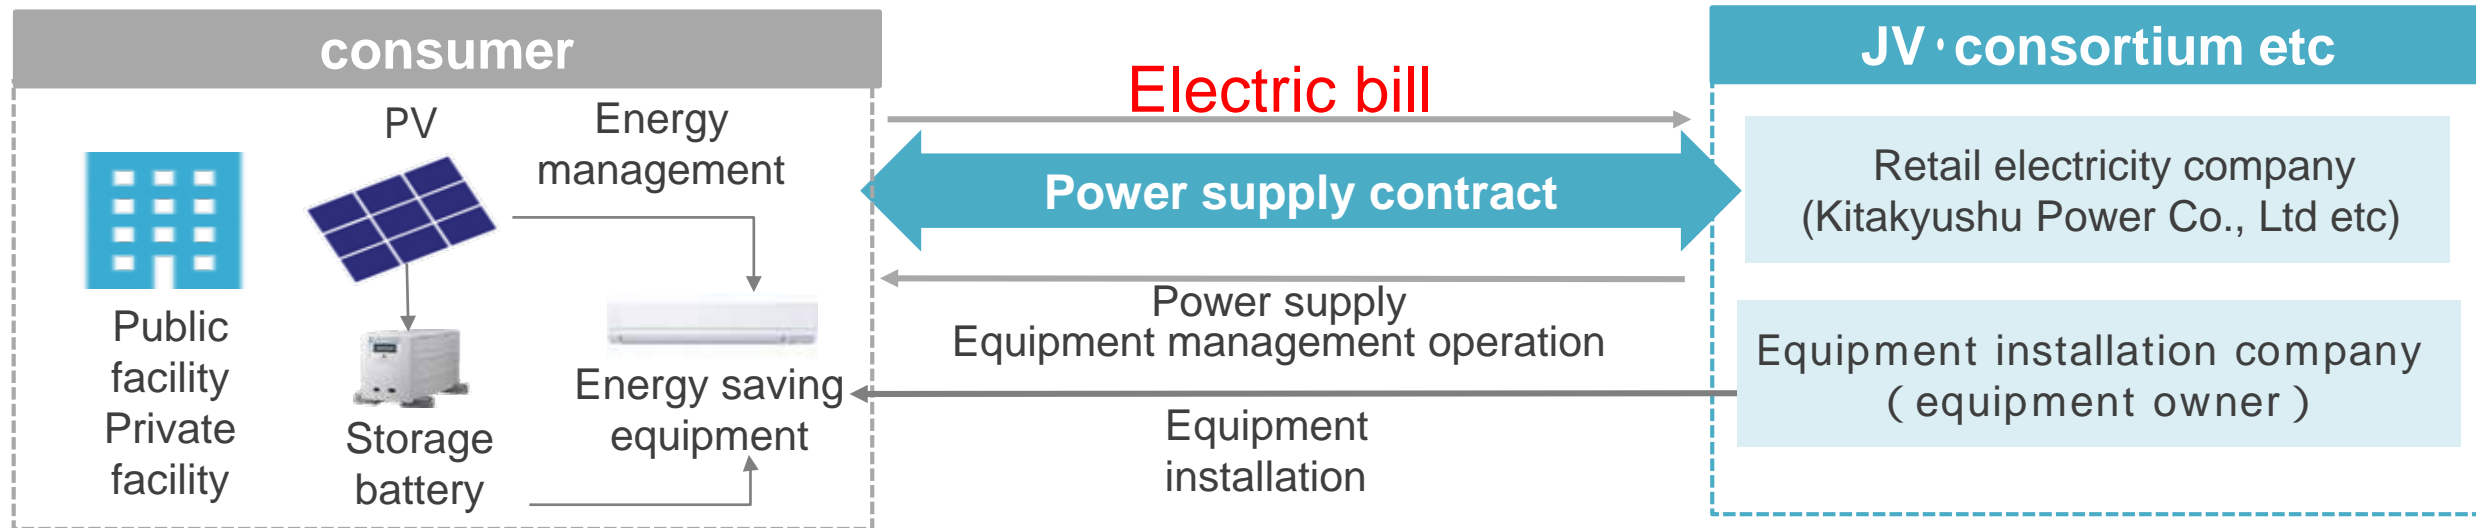 consumer
PV
Energy
management
Public
facility
Private
facility
Storage
battery
Energy saving
equipment
Electric bill
Power supply contract
Power supply
Equipment management operation
Equipment
installation
JV・consortium etc
Retail electricity company
(Kitakyushu Power Co., Ltd etc)
Equipment installation company
（equipment owner）